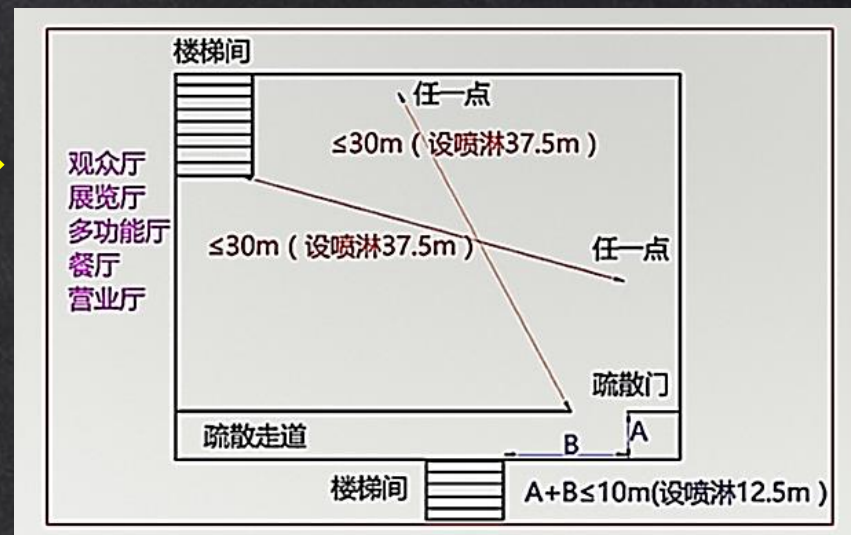 楼梯间
任一点
≤30m（设喷淋37.5m）
观众厅
展览厅
多功能厅
餐厅
营业厅
≤30m（设喷淋37.5m）
任一点
疏散门
疏散走道
B
A
楼梯间
A+B≤10m(设喷淋12.5m)